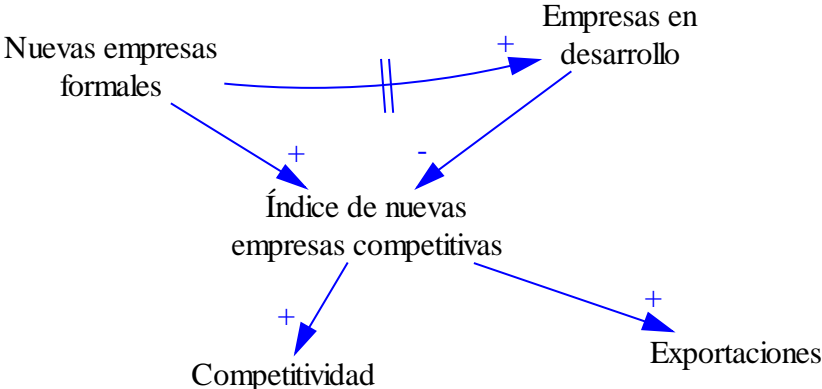 Nuevas empresas
formales
+
Empresas en
desarrollo
+
-
Índice de nuevas
empresas competitivas
+
+
Competitividad
Exportaciones